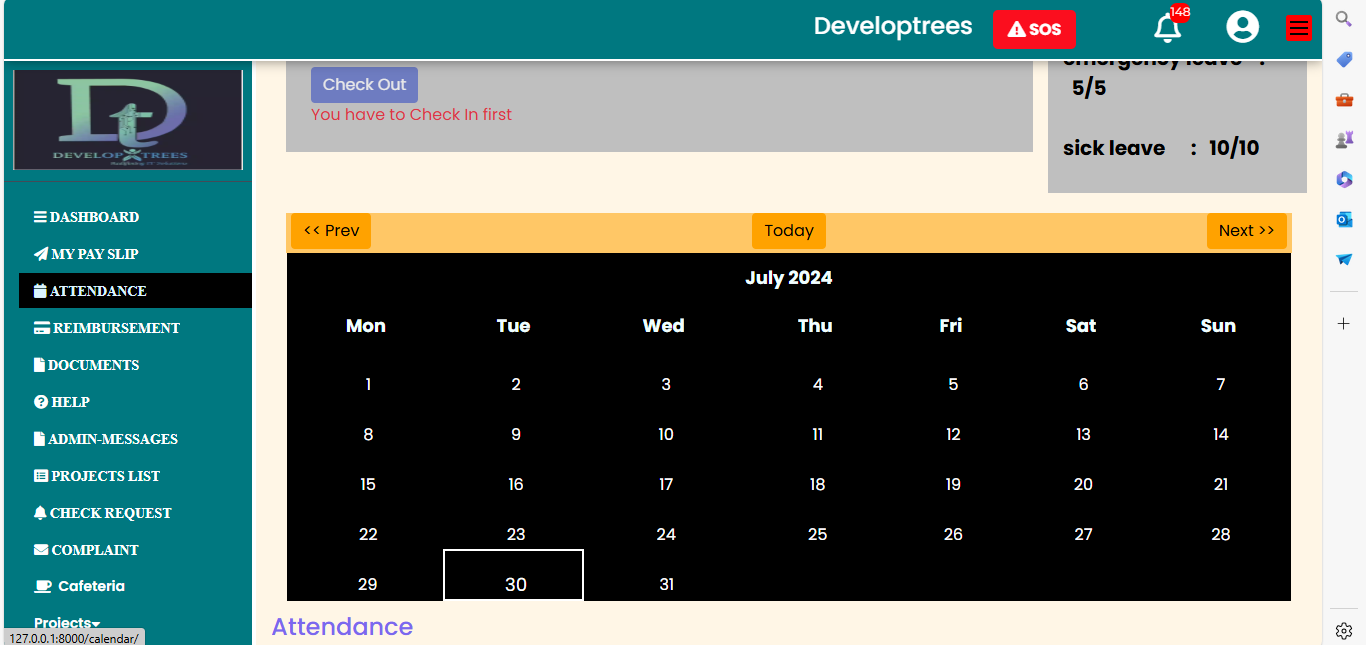 Developtrees
SOS
148
DEVELOP TREES
DASHBOARD
MY PAY SLIP
ATTENDANCE
REIMBURSEMENT
DOCUMENTS
HELP
ADMIN-MESSAGES
PROJECTS LIST
CHECK REQUEST
COMPLAINT
Cafeteria
Projects
127.0.0.1:8000/calendar/
Check Out
You have to Check In first
emergency leave :
5/5
sick leave : 10/10
<< Prev Today Next >>
July 2024
Mon Tue Wed Thu Fri Sat Sun
1 2 3 4 5 6 7
8 9 10 11 12 13 14
15 16 17 18 19 20 21
22 23 24 25 26 27 28
29 30 31
Attendance